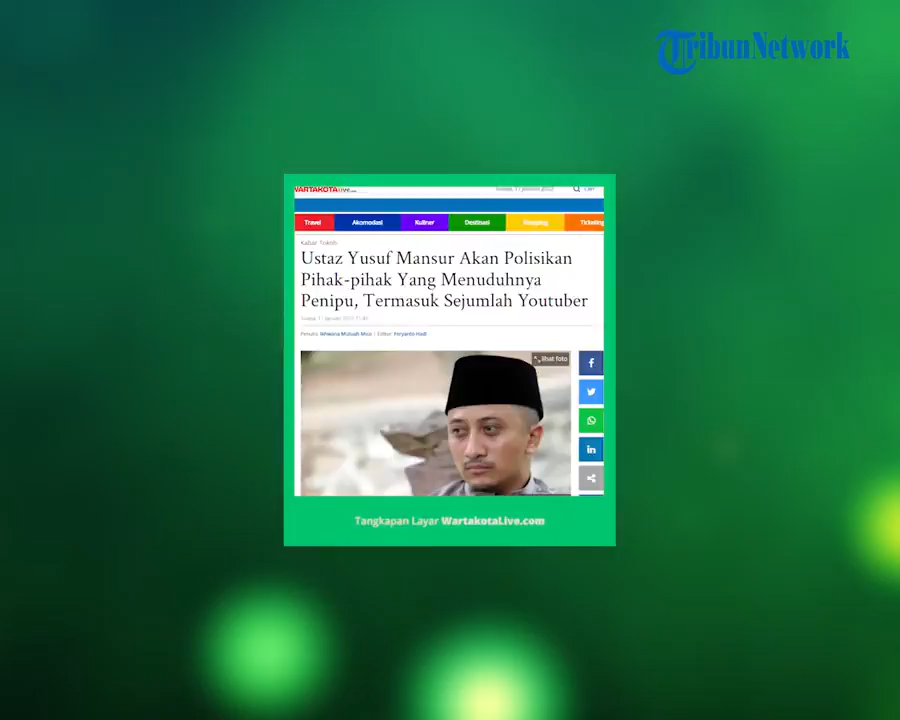 TribunNetwork
WARTAKOTALive.com
Travel Akomodasi Kuliner Destinasi Ticketing
Kabar Tokoh
Ustaz Yusuf Mansur Akan Polisikan
Pihak-pihak Yang Menuduhnya
Penipu, Termasuk Sejumlah Youtuber
lihat foto
Tangkapan Layar WartakotaLive.com